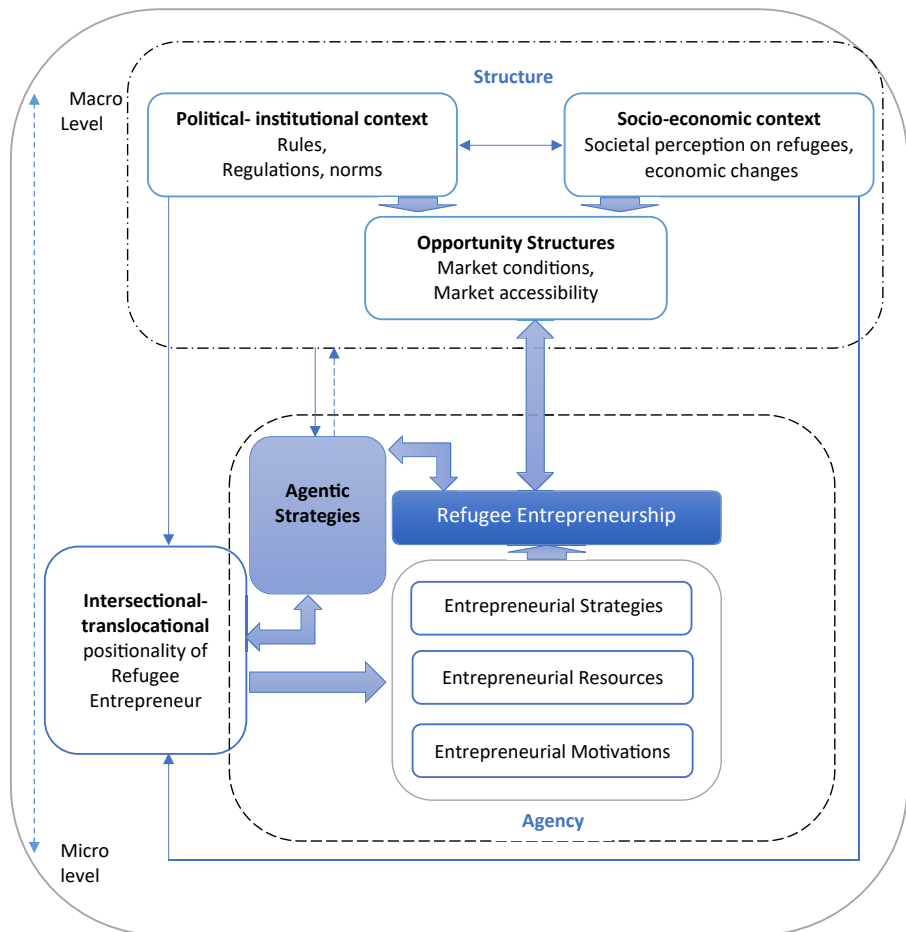 Structure
Macro
Level
Political- institutional context
Rules,
Regulations, norms
Socio-economic context
Societal perception on refugees,
economic changes
Opportunity Structures
Market conditions,
Market accessibility
Agentic
Strategies
Refugee Entrepreneurship
Intersectional-
translocational
positionality of
Refugee
Entrepreneur
Entrepreneurial Strategies
Entrepreneurial Resources
Entrepreneurial Motivations
Agency
Micro
level